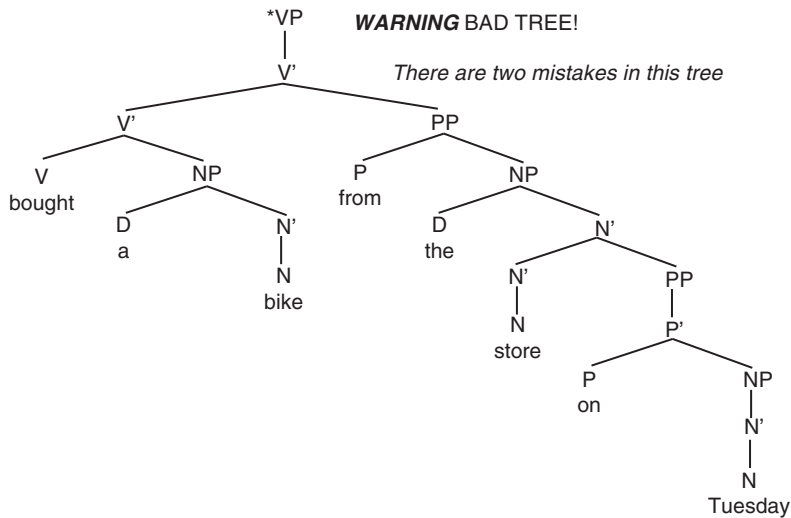 *VP WARNING BAD TREE!
V' There are two mistakes in this tree
V' PP
V NP P NP
bought from
D N' D N'
a the
N N' PP
bike
N P'
store
P NP
on
N'
N
Tuesday